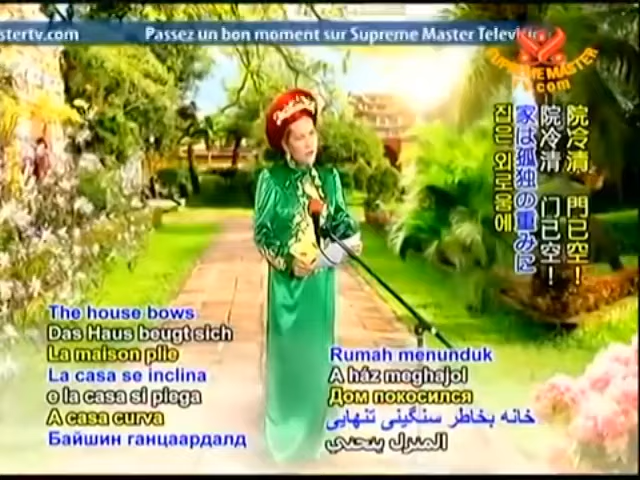 stertv.com Passez un bon moment sur Supreme Master Televi
SUPREME MASTER
TV.com
院冷清 門已空！
院冷清 门已空！
家は孤独の重みに
집은 외로움에
The house bows
Das Haus beugt sich
La maison plie
La casa se inclina
e la casa si piega
A casa curva
Байшин ганцаардалд
Rumah menunduk
A ház meghajol
Дом покосился
خانه بخاطر سنگینی تنهایی
المنزل ينحني